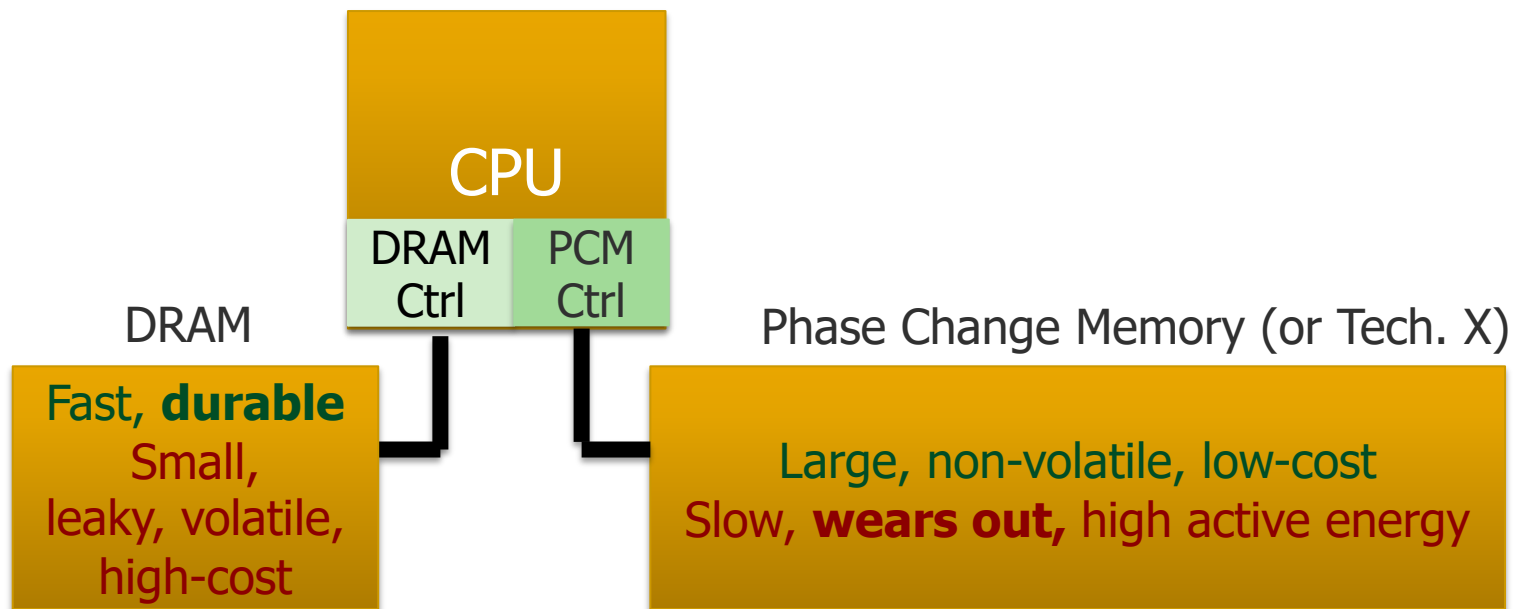 CPU
DRAM
Ctrl
PCM
Ctrl
DRAM
Fast, durable
Small,
leaky, volatile,
high-cost
Phase Change Memory (or Tech. X)
Large, non-volatile, low-cost
Slow, wears out, high active energy